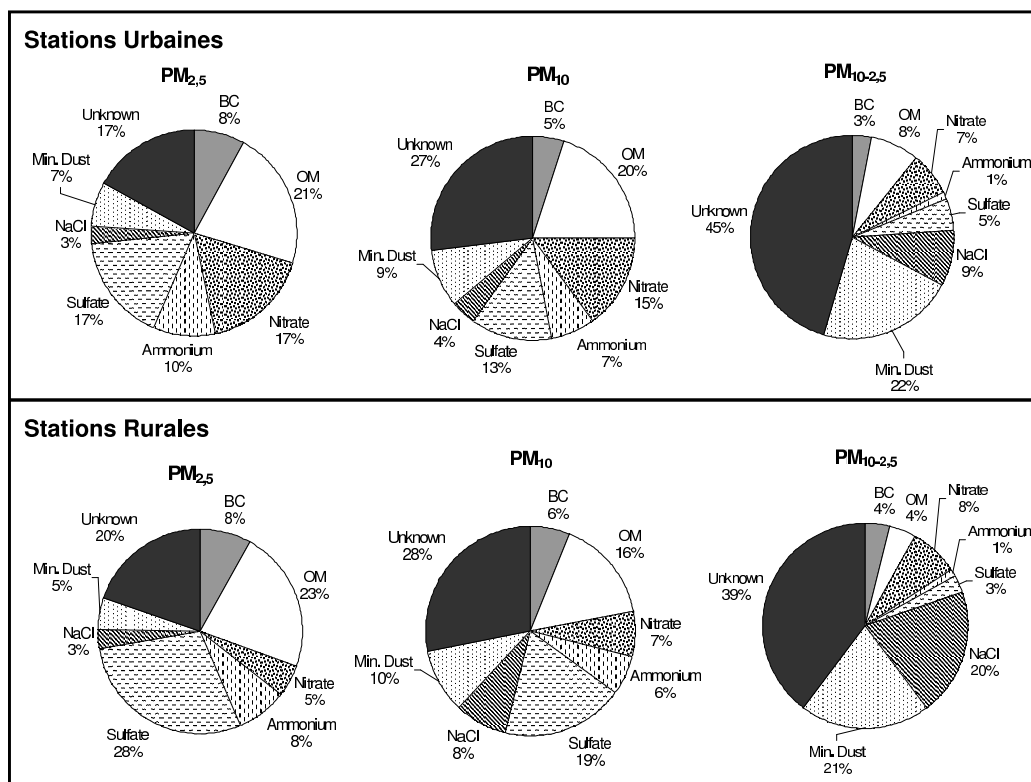 Stations Urbaines
PM2,5
BC
8%
OM
21%
Nitrate
17%
Ammonium
10%
Sulfate
17%
NaCl
3%
Min. Dust
7%
Unknown
17%
PM10
BC
5%
OM
20%
Nitrate
15%
Ammonium
7%
Sulfate
13%
NaCl
4%
Min. Dust
9%
Unknown
27%
PM10-2,5
BC
3%
OM
8%
Nitrate
7%
Ammonium
1%
Sulfate
5%
NaCl
9%
Min. Dust
22%
Unknown
45%
Stations Rurales
PM2,5
BC
8%
OM
23%
Nitrate
5%
Ammonium
8%
Sulfate
28%
NaCl
3%
Min. Dust
5%
Unknown
20%
PM10
BC
6%
OM
16%
Nitrate
7%
Ammonium
6%
Sulfate
19%
NaCl
8%
Min. Dust
10%
Unknown
28%
PM10-2,5
BC
4%
OM
4%
Nitrate
8%
Ammonium
1%
Sulfate
3%
NaCl
20%
Min. Dust
21%
Unknown
39%